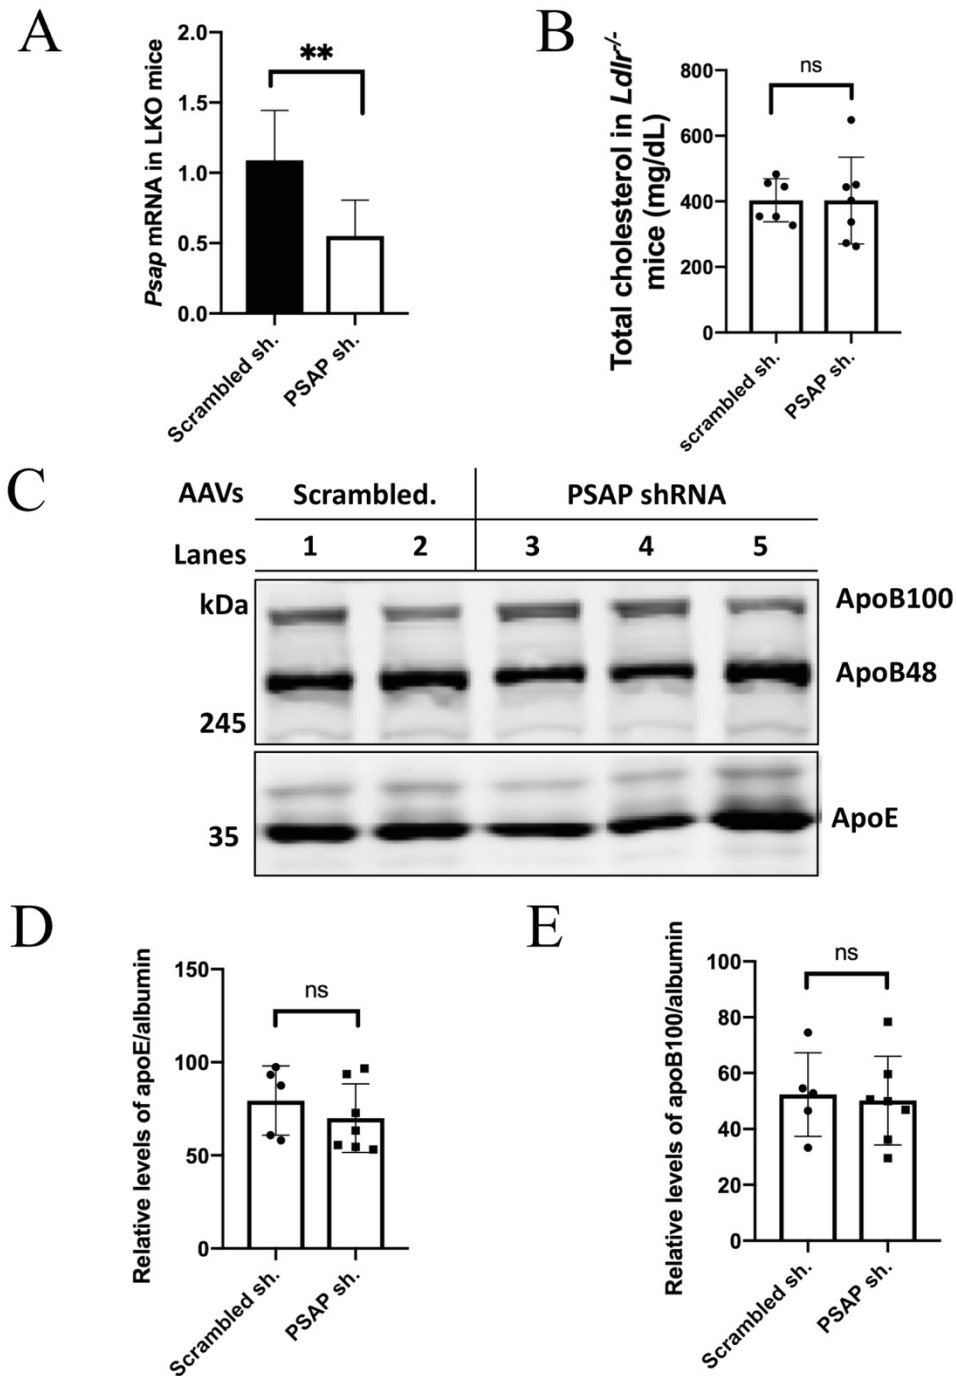 A
Psap mRNA in LKO mice
2.0
1.5
1.0
0.5
0.0
**
Scrambled sh.
PSAP sh.
B
Total cholesterol in Ldlr-/-
mice (mg/dL)
800
600
400
200
0
ns
scrambled sh.
PSAP sh.
C
AAVs Scrambled. PSAP shRNA
Lanes 1 2 3 4 5
kDa
ApoB100
ApoB48
245
35
ApoE
D
Relative levels of apoE/albumin
150
100
50
0
ns
Scrambled sh.
PSAP sh.
E
Relative levels of apoB100/albumin
100
80
60
40
20
0
ns
Scrambled sh.
PSAP sh.